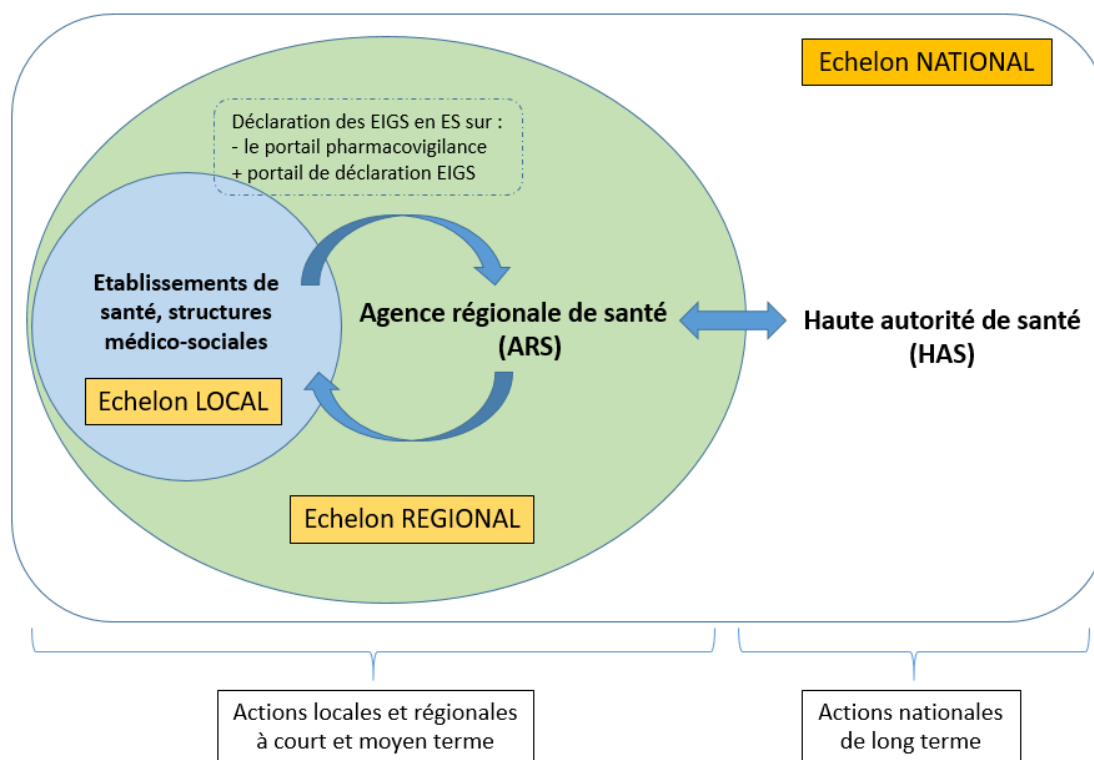 Echelon NATIONAL
Déclaration des EIGS en ES sur :
- le portail pharmacovigilance
+ portail de déclaration EIGS
Etablissements de
santé, structures
médico-sociales
Echelon LOCAL
Agence régionale de santé
(ARS)
Haute autorité de santé
(HAS)
Echelon REGIONAL
Actions locales et régionales
à court et moyen terme
Actions nationales
de long terme